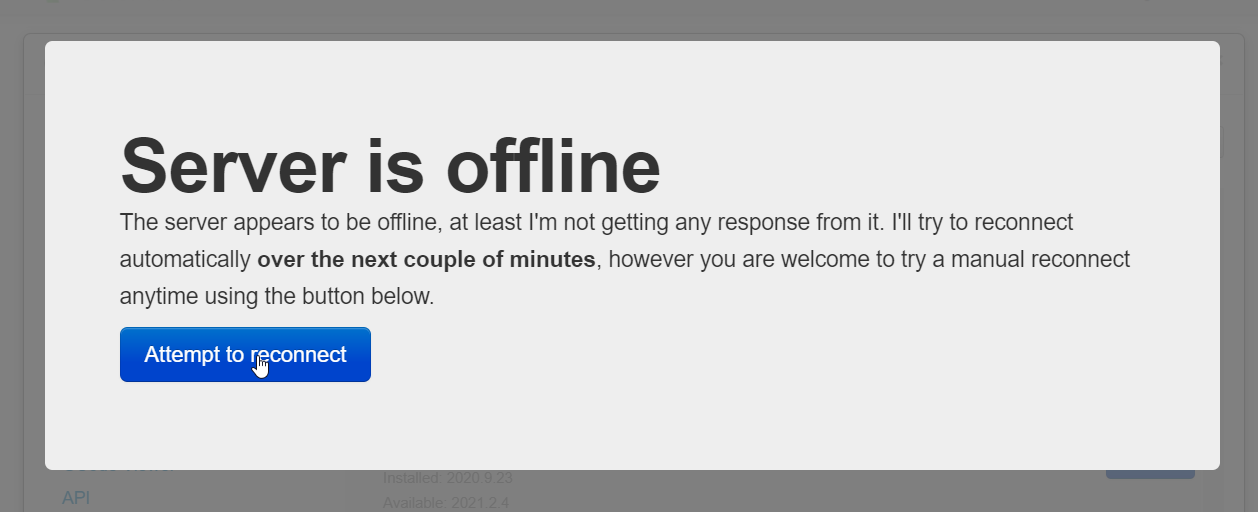 Server is offline
The server appears to be offline, at least I'm not getting any response from it. I'll try to reconnect
automatically over the next couple of minutes, however you are welcome to try a manual reconnect
anytime using the button below.
Attempt to reconnect
Installed: 2020.9.23
API
Available: 2021.2.4